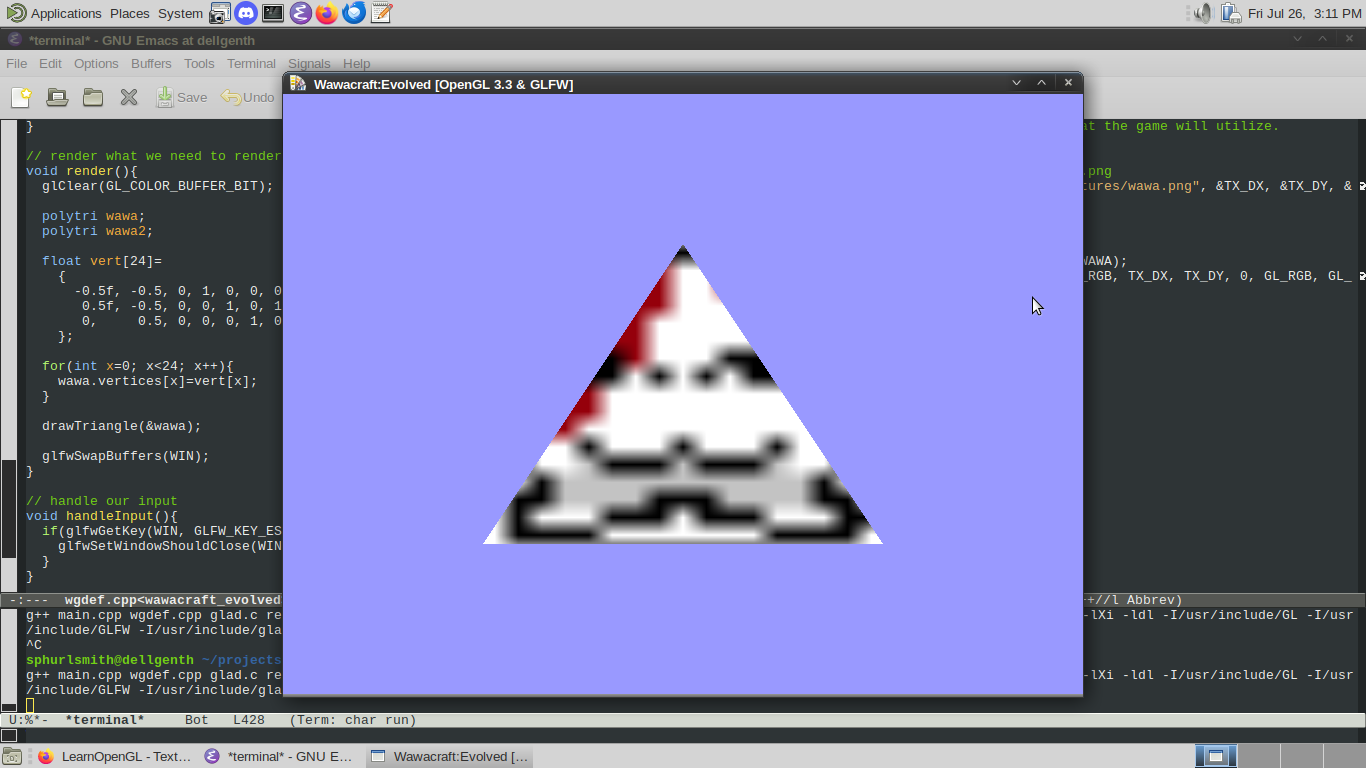 Applications Places System Fri Jul 26, 3:11 PM
*terminal* - GNU Emacs at dellgenth
File Edit Options Buffers Tools Terminal Signals Help
Save Undo
Wawacraft:Evolved [OpenGL 3.3 & GLFW]
} at the game will utilize.
// render what we need to render
void render(){ .png
glClear(GL_COLOR_BUFFER_BIT); tures/wawa.png", &TX_DX, &TX_DY, &
polytri wawa;
polytri wawa2;
float vert[24]= WAWA);
{ _RGB, TX_DX, TX_DY, 0, GL_RGB, GL_
-0.5f, -0.5, 0, 1, 0, 0, 0
0.5f, -0.5, 0, 0, 1, 0, 1
0, 0.5, 0, 0, 0, 1, 0
};
for(int x=0; x<24; x++){
wawa.vertices[x]=vert[x];
}
drawTriangle(&wawa);
glfwSwapBuffers(WIN);
}
// handle our input
void handleInput(){
if(glfwGetKey(WIN, GLFW_KEY_ES
glfwSetWindowShouldClose(WIN
}
}
-:--- wgdef.cpp<wawacraft_evolved +//l Abbrev)
g++ main.cpp wgdef.cpp glad.c re -lXi -ldl -I/usr/include/GL -I/usr
/include/GLFW -I/usr/include/gla
^C
sphurlsmith@dellgenth ~/projects
g++ main.cpp wgdef.cpp glad.c re -lXi -ldl -I/usr/include/GL -I/usr
/include/GLFW -I/usr/include/gla
U:%*- *terminal* Bot L428 (Term: char run)
LearnOpenGL - Text... *terminal* - GNU E... Wawacraft:Evolved [...